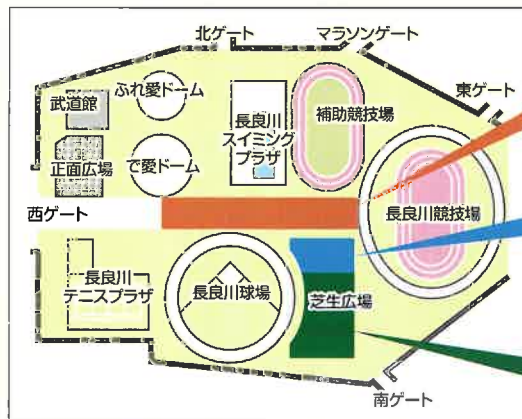 北ゲート
マラソンゲート
東ゲート
武道館
ふれ愛ドーム
長良川
スイミング
プラザ
補助競技場
正面広場
で愛ドーム
西ゲート
長良川競技場
長良川
テニスプラザ
長良川球場
芝生広場
南ゲート